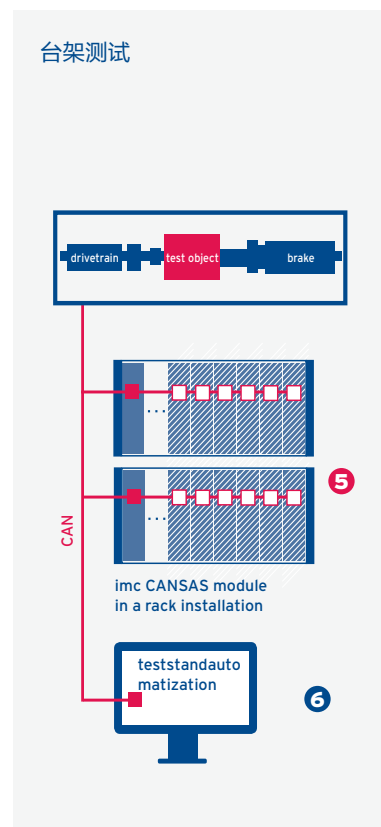 台架测试
drivetrain
test object
brake
...
...
5
CAN
imc CANSAS module
in a rack installation
teststandauto
matization
6